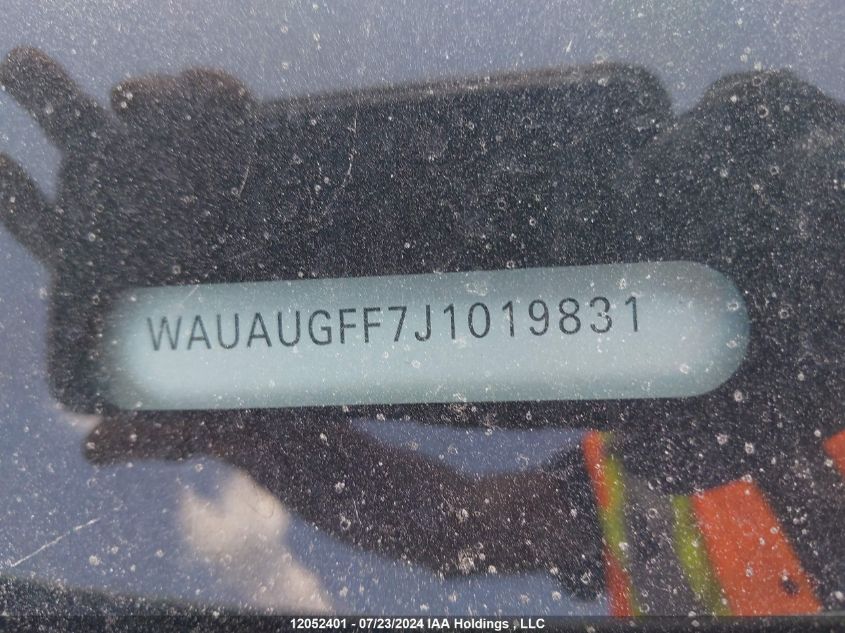 WAUAUGFF7J1019831
12052401 - 07/23/2024 IAA Holdings , LLC